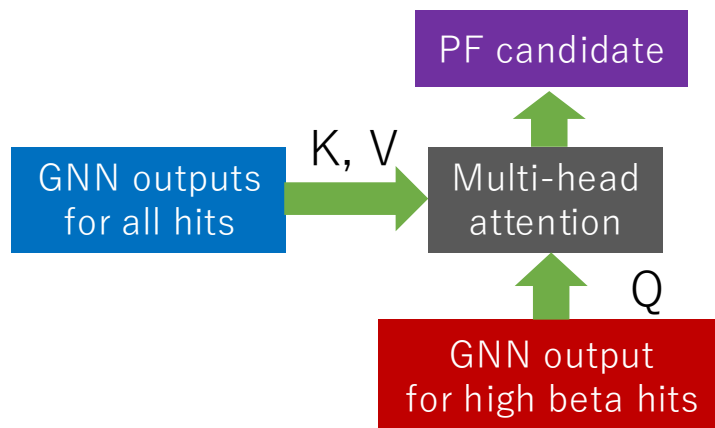 PF candidate
K, V
GNN outputs
for all hits
Multi-head
attention
Q
GNN output
for high beta hits